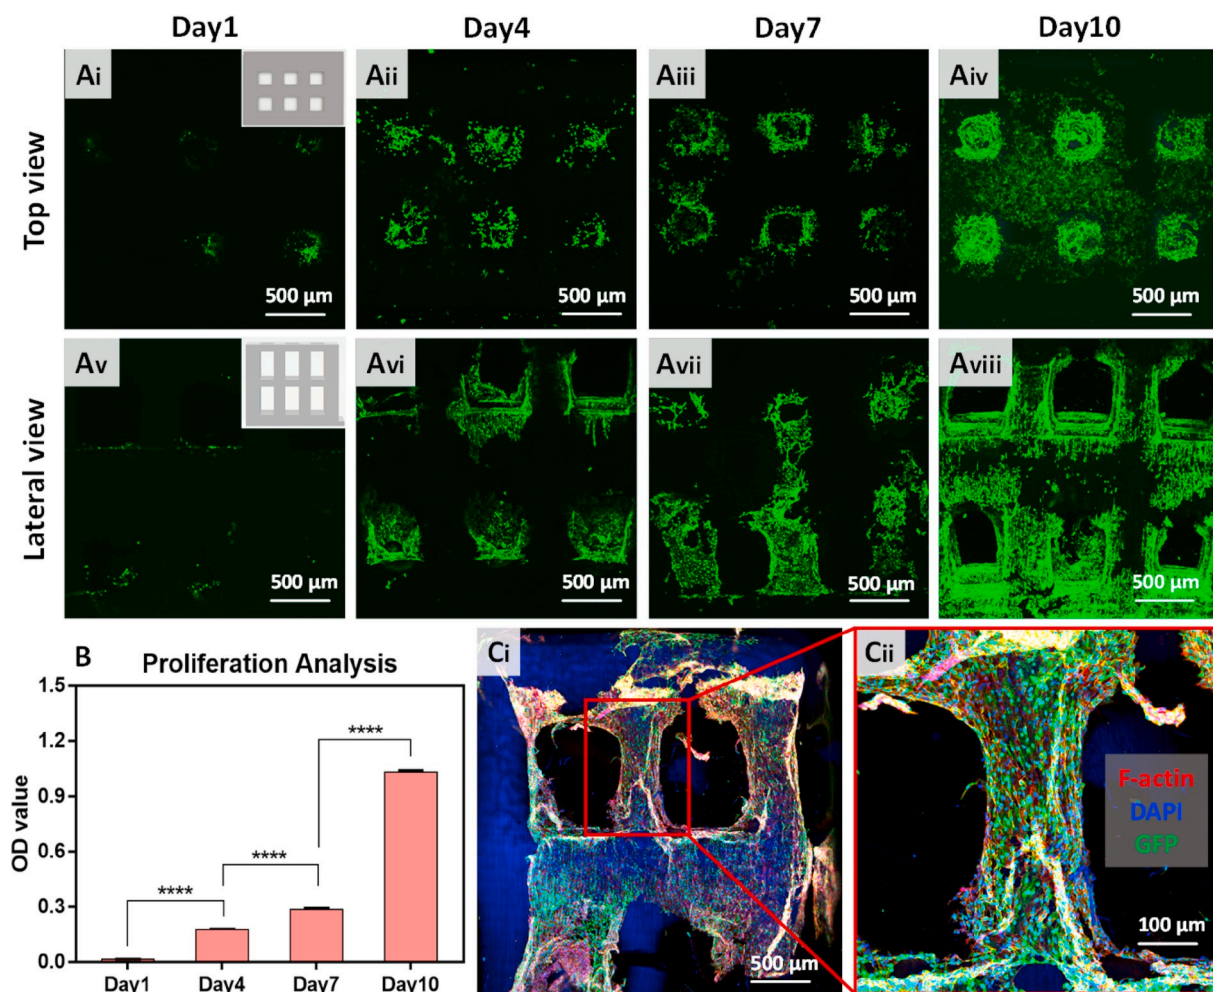 Day1
Day4
Day7
Day10
Top view
Ai
500 µm
Aii
500 µm
Aiii
500 µm
Aiv
500 µm
Lateral view
Av
500 µm
Avi
500 µm
Avii
500 µm
Aviii
500 µm
B
Proliferation Analysis
OD value
1.5
1.2
0.9
0.6
0.3
0.0
****
****
****
Day1
Day4
Day7
Day10
Ci
500 µm
Cii
F-actin
DAPI
GFP
100 µm